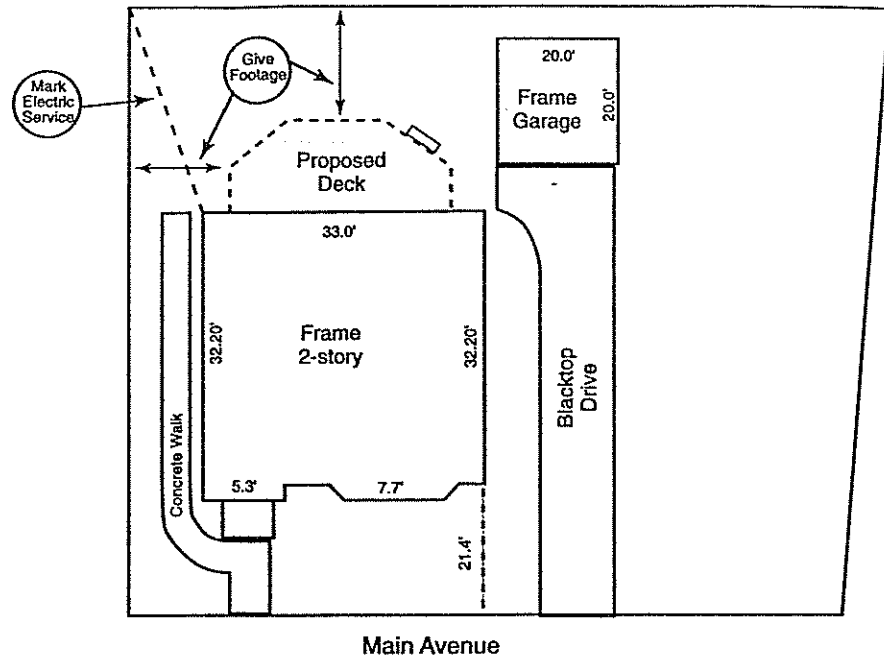 20.0'
Give
Footage
Mark
Electric
Service
Frame
Garage
20.0'
Proposed
Deck
33.0'
32.20'
Frame
2-story
32.20'
Blacktop
Drive
Concrete Walk
5.3'
7.7'
21.4'
Main Avenue